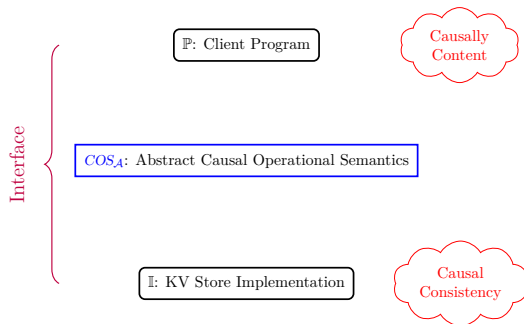 ℙ: Client Program
Causally
Content
Interface
COS𝒜: Abstract Causal Operational Semantics
𝕀: KV Store Implementation
Causal
Consistency